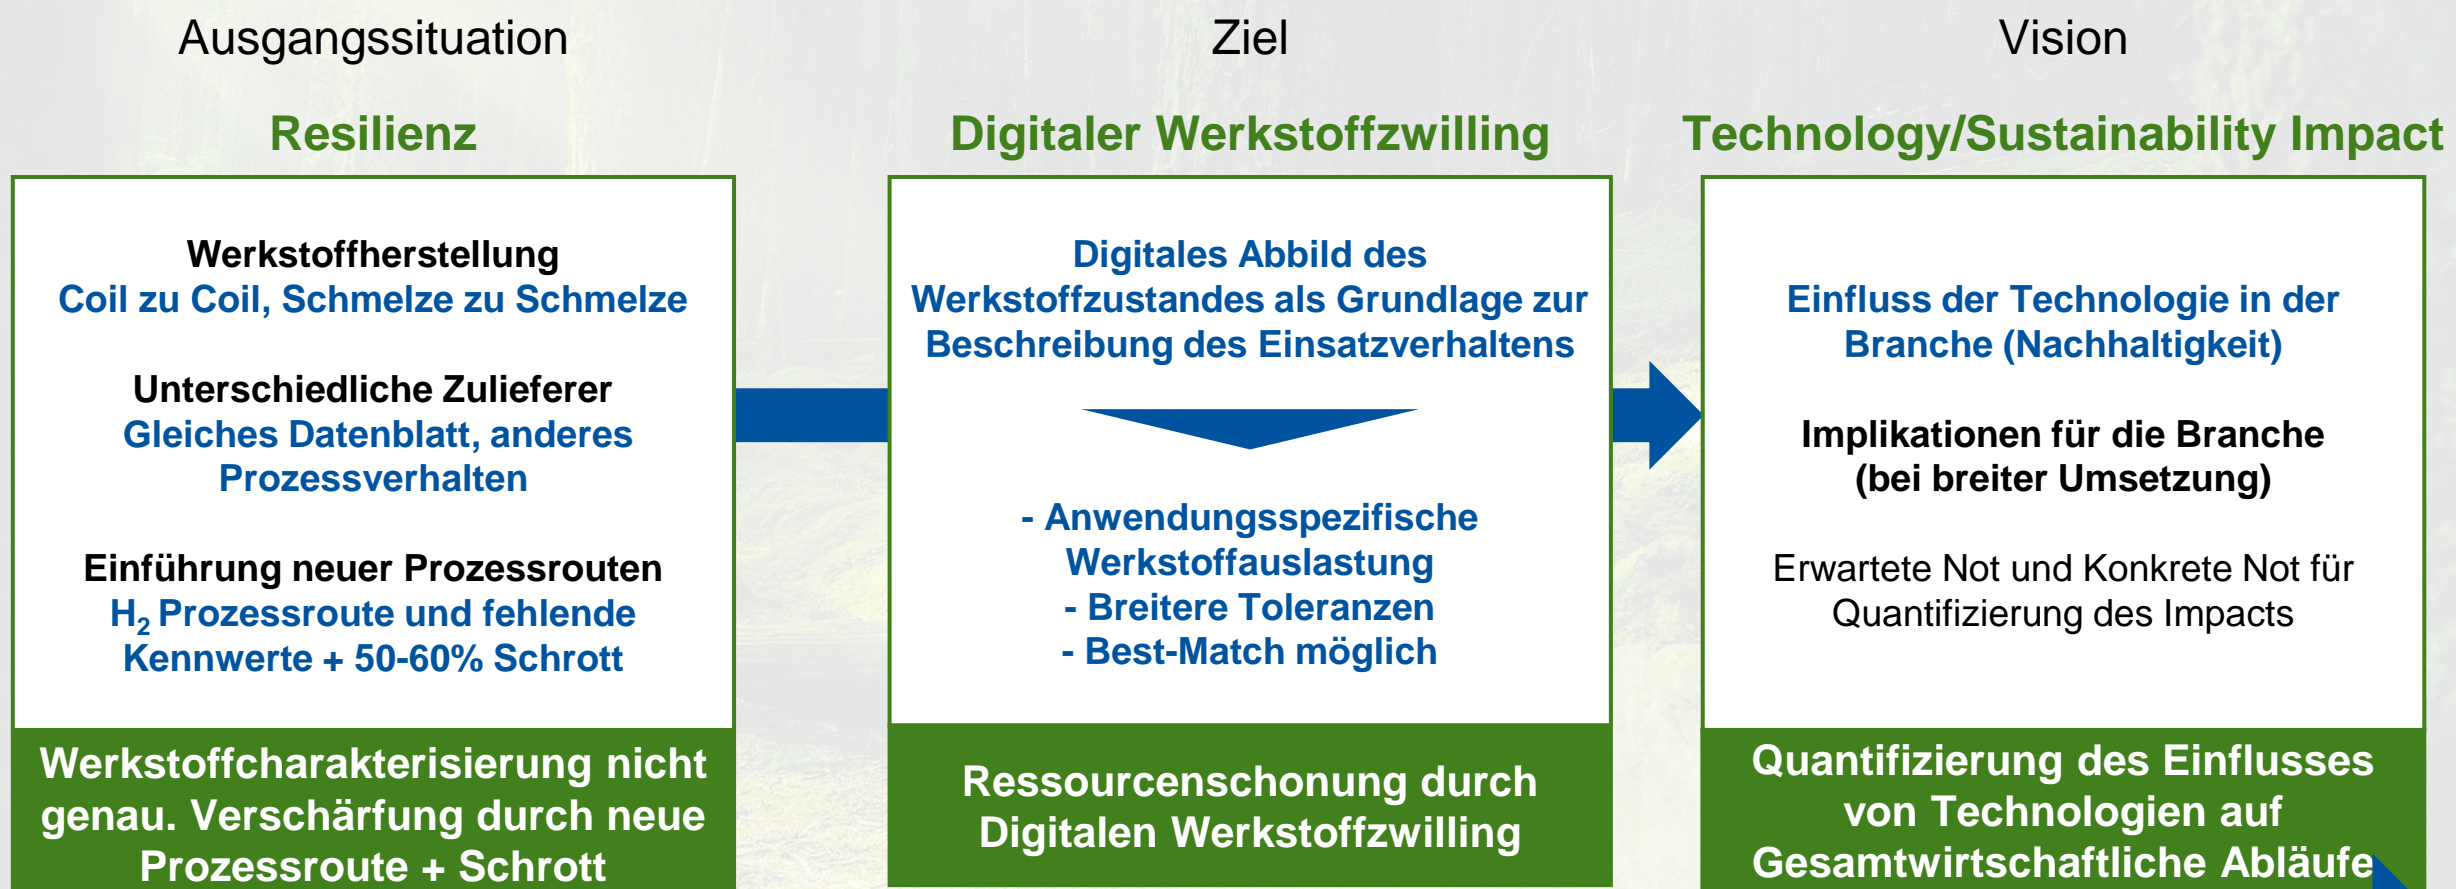 Ausgangssituation
Resilienz
Werkstoffherstellung
Coil zu Coil, Schmelze zu Schmelze
Unterschiedliche Zulieferer
Gleiches Datenblatt, anderes
Prozessverhalten
Einführung neuer Prozessrouten
H₂ Prozessroute und fehlende
Kennwerte + 50-60% Schrott
Werkstoffcharakterisierung nicht
genau. Verschärfung durch neue
Prozessroute + Schrott
Ziel
Digitaler Werkstoffzwilling
Digitales Abbild des
Werkstoffzustandes als Grundlage zur
Beschreibung des Einsatzverhaltens
- Anwendungsspezifische
Werkstoffauslastung
- Breitere Toleranzen
- Best-Match möglich
Ressourcenschonung durch
Digitalen Werkstoffzwilling
Vision
Technology/Sustainability Impact
Einfluss der Technologie in der
Branche (Nachhaltigkeit)
Implikationen für die Branche
(bei breiter Umsetzung)
Erwartete Not und Konkrete Not für
Quantifizierung des Impacts
Quantifizierung des Einflusses
von Technologien auf
Gesamtwirtschaftliche Abläufe